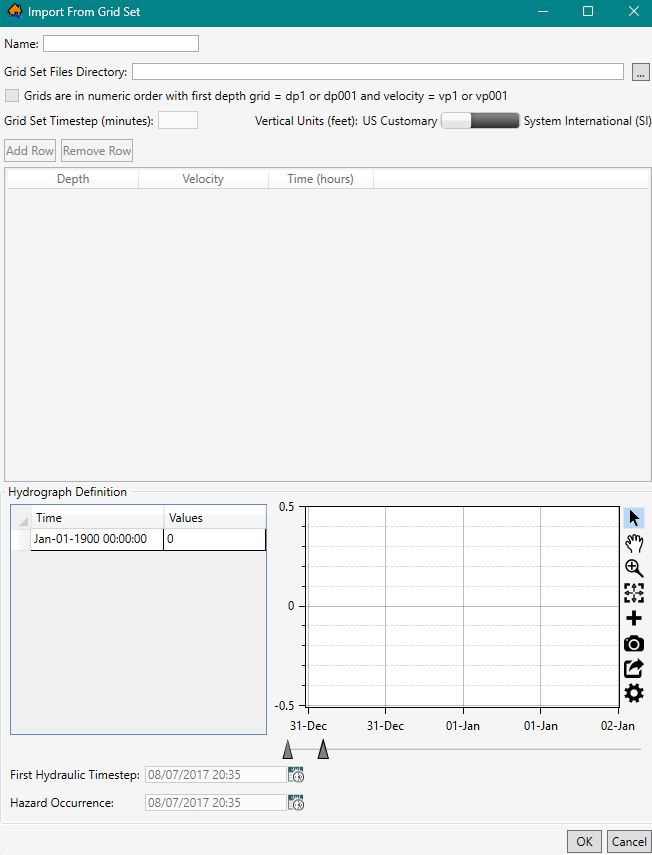 Import From Grid Set
Name:
Grid Set Files Directory:
...
Grids are in numeric order with first depth grid = dp1 or dp001 and velocity = vp1 or vp001
Grid Set Timestep (minutes): Vertical Units (feet): US Customary System International (SI)
Add Row Remove Row
Depth Velocity Time (hours)
Hydrograph Definition
Time Values
Jan-01-1900 00:00:00 0
0.5
0
-0.5
31-Dec 31-Dec 01-Jan 01-Jan 02-Jan
First Hydraulic Timestep: 08/07/2017 20:35
Hazard Occurrence: 08/07/2017 20:35
OK Cancel